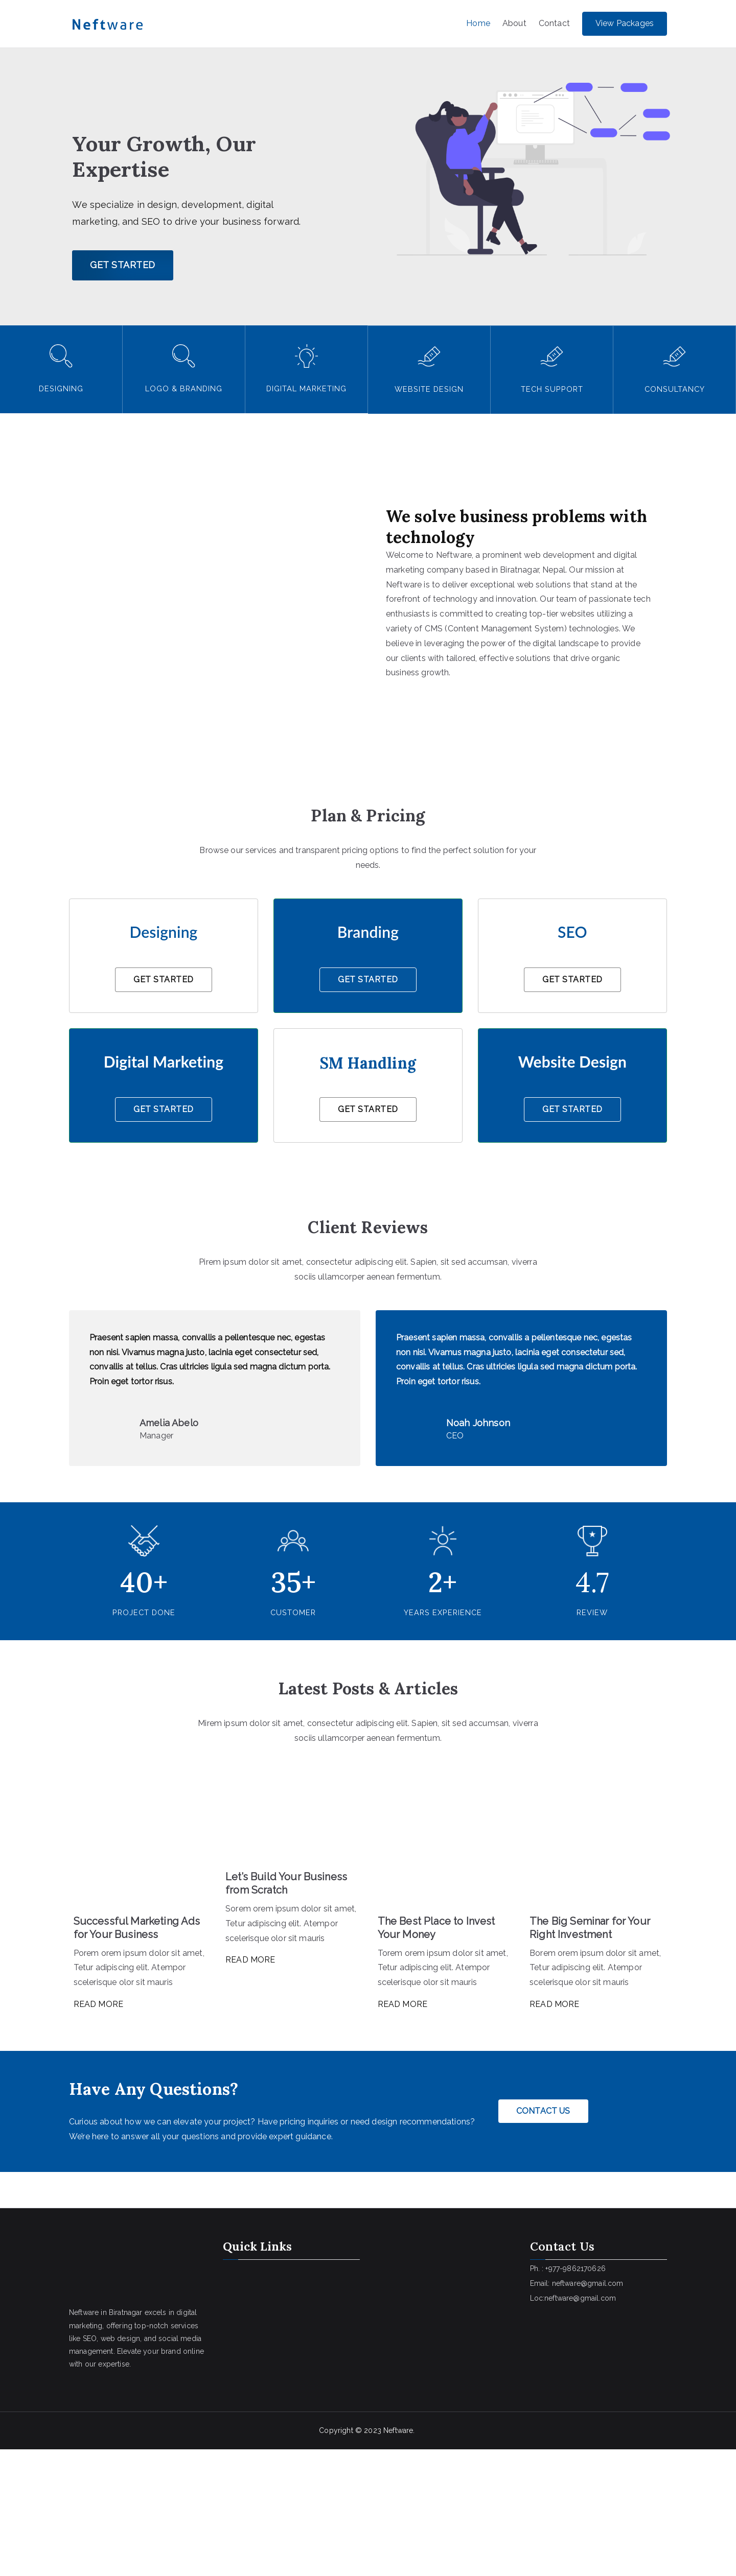 Neftware
Home
About
Contact
View Packages
Your Growth, Our
Expertise
We specialize in design, development, digital
marketing, and SEO to drive your business forward.
GET STARTED
DESIGNING
LOGO & BRANDING
DIGITAL MARKETING
WEBSITE DESIGN
TECH SUPPORT
CONSULTANCY
We solve business problems with
technology
Welcome to Neftware, a prominent web development and digital
marketing company based in Biratnagar, Nepal. Our mission at
Neftware is to deliver exceptional web solutions that stand at the
forefront of technology and innovation. Our team of passionate tech
enthusiasts is committed to creating top-tier websites utilizing a
variety of CMS (Content Management System) technologies. We
believe in leveraging the power of the digital landscape to provide
our clients with tailored, effective solutions that drive organic
business growth.
Plan & Pricing
Browse our services and transparent pricing options to find the perfect solution for your
needs.
Designing
GET STARTED
Branding
GET STARTED
SEO
GET STARTED
Digital Marketing
GET STARTED
SM Handling
GET STARTED
Website Design
GET STARTED
Client Reviews
Pirem ipsum dolor sit amet, consectetur adipiscing elit. Sapien, sit sed accumsan, viverra
sociis ullamcorper aenean fermentum.
Praesent sapien massa, convallis a pellentesque nec, egestas
non nisi. Vivamus magna justo, lacinia eget consectetur sed,
convallis at tellus. Cras ultricies ligula sed magna dictum porta.
Proin eget tortor risus.
Amelia Abelo
Manager
Praesent sapien massa, convallis a pellentesque nec, egestas
non nisi. Vivamus magna justo, lacinia eget consectetur sed,
convallis at tellus. Cras ultricies ligula sed magna dictum porta.
Proin eget tortor risus.
Noah Johnson
CEO
40+
PROJECT DONE
35+
CUSTOMER
2+
YEARS EXPERIENCE
4.7
REVIEW
Latest Posts & Articles
Mirem ipsum dolor sit amet, consectetur adipiscing elit. Sapien, sit sed accumsan, viverra
sociis ullamcorper aenean fermentum.
Successful Marketing Ads
for Your Business
Porem orem ipsum dolor sit amet,
Tetur adipiscing elit. Atempor
scelerisque olor sit mauris
READ MORE
Let's Build Your Business
from Scratch
Sorem orem ipsum dolor sit amet,
Tetur adipiscing elit. Atempor
scelerisque olor sit mauris
READ MORE
The Best Place to Invest
Your Money
Torem orem ipsum dolor sit amet,
Tetur adipiscing elit. Atempor
scelerisque olor sit mauris
READ MORE
The Big Seminar for Your
Right Investment
Borem orem ipsum dolor sit amet,
Tetur adipiscing elit. Atempor
scelerisque olor sit mauris
READ MORE
Have Any Questions?
Curious about how we can elevate your project? Have pricing inquiries or need design recommendations?
We're here to answer all your questions and provide expert guidance.
CONTACT US
Neftware in Biratnagar excels in digital
marketing, offering top-notch services
like SEO, web design, and social media
management. Elevate your brand online
with our expertise.
Quick Links
Contact Us
Ph. : +977-9862170626
Email: neftware@gmail.com
Loc:neftware@gmail.com
Copyright © 2023 Neftware.